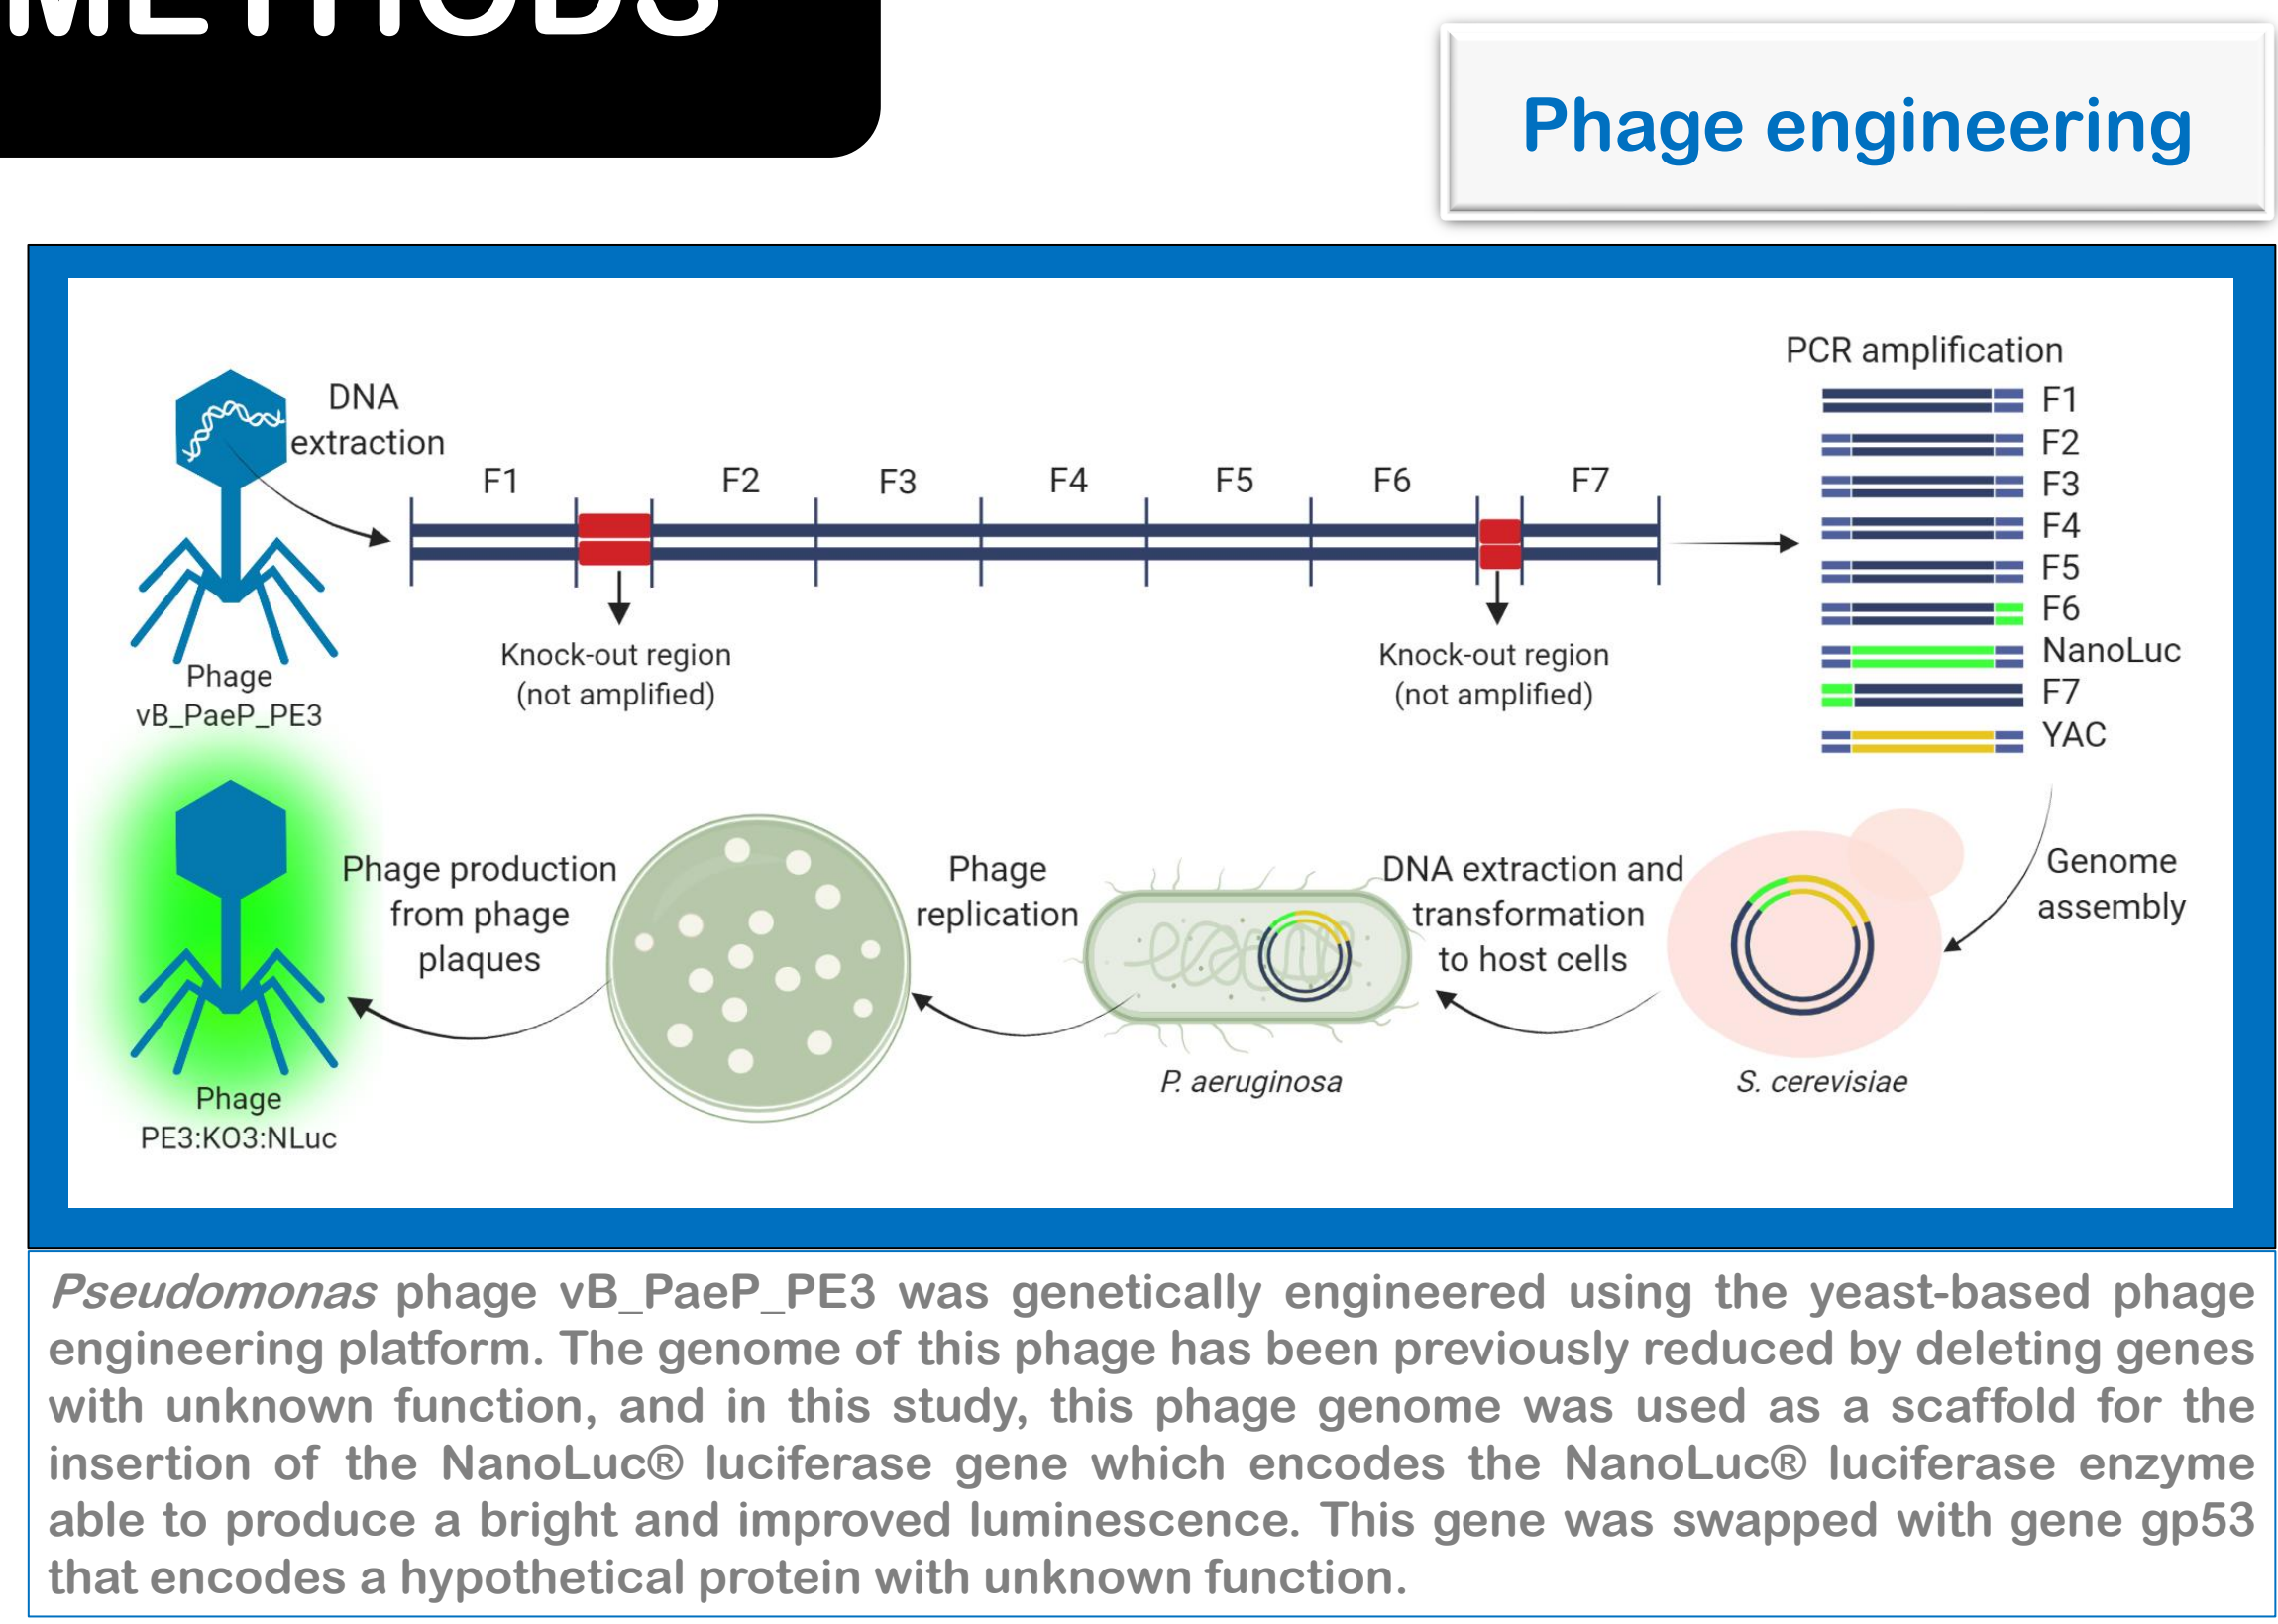 METHODS
Phage engineering
DNA
extraction
F1
F2
F3
F4
F5
F6
F7
Knock-out region
(not amplified)
Knock-out region
(not amplified)
Phage
vB_PaeP_PE3
PCR amplification
F1
F2
F3
F4
F5
F6
NanoLuc
F7
YAC
Genome
assembly
S. cerevisiae
DNA extraction and
transformation
to host cells
P. aeruginosa
Phage
replication
Phage production
from phage
plaques
Phage
PE3:KO3:NLuc
Pseudomonas phage vB_PaeP_PE3 was genetically engineered using the yeast-based phage
engineering platform. The genome of this phage has been previously reduced by deleting genes
with unknown function, and in this study, this phage genome was used as a scaffold for the
insertion of the NanoLuc® luciferase gene which encodes the NanoLuc® luciferase enzyme
able to produce a bright and improved luminescence. This gene was swapped with gene gp53
that encodes a hypothetical protein with unknown function.